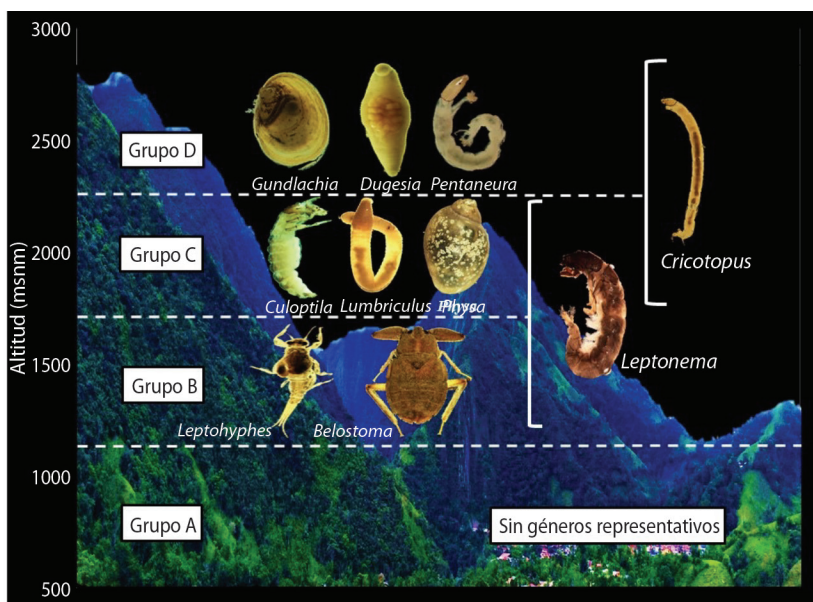 3000
2500
2000
1500
1000
500
Altitud (msnm)
Grupo D
Gundlachia Dugesia Pentaneura
Cricotopus
Grupo C
Culoptila Lumbriculus Physa
Leptonema
Grupo B
Leptohyphes Belostoma
Grupo A
Sin géneros representativos